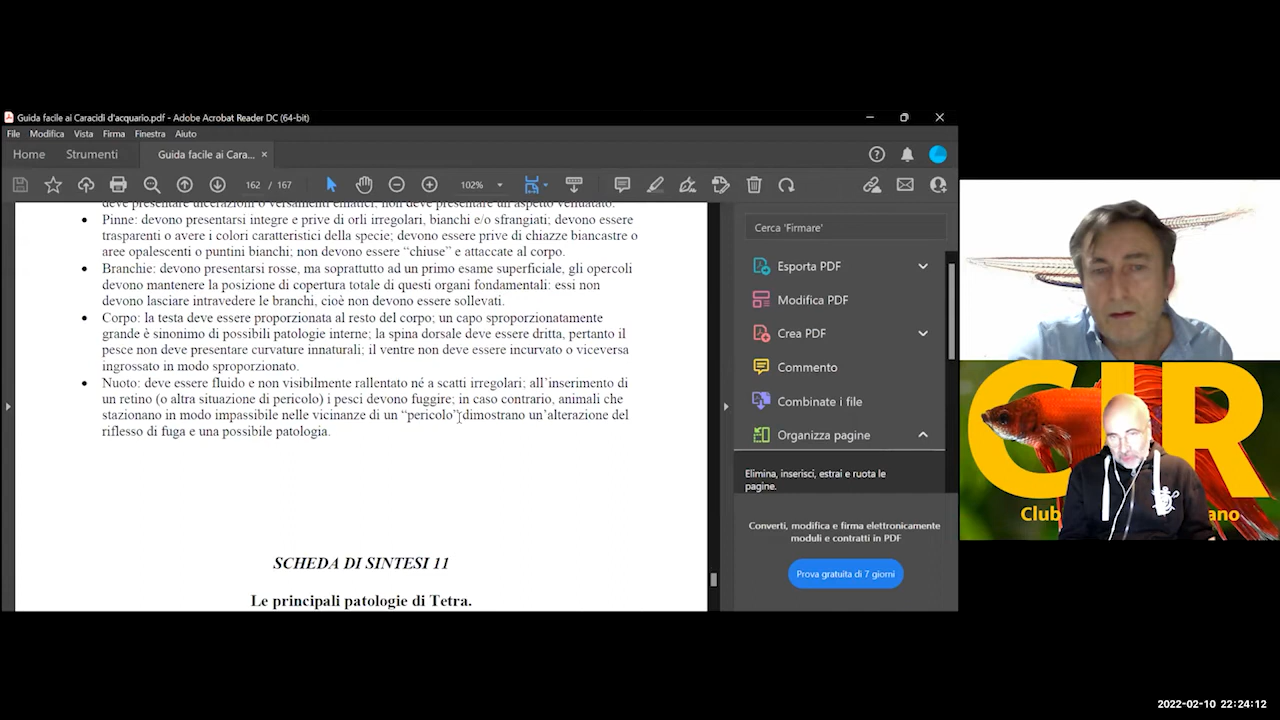 Guida facile ai Caracidi d'acquario.pdf - Adobe Acrobat Reader DC (64-bit)
File Modifica Vista Firma Finestra Aiuto
Home Strumenti Guida facile ai Cara... ×
162 / 167 102%
deve presentare ulcerazioni o versamenti ematici; non deve presentare un aspetto vellutato.
• Pinne: devono presentarsi integre e prive di orli irregolari, bianchi e/o sfrangiati; devono essere
trasparenti o avere i colori caratteristici della specie; devono essere prive di chiazze biancastre o
aree opalescenti o puntini bianchi; non devono essere “chiuse” e attaccate al corpo.
• Branchie: devono presentarsi rosse, ma soprattutto ad un primo esame superficiale, gli opercoli
devono mantenere la posizione di copertura totale di questi organi fondamentali: essi non
devono lasciare intravedere le branchi, cioè non devono essere sollevati.
• Corpo: la testa deve essere proporzionata al resto del corpo; un capo sproporzionatamente
grande è sinonimo di possibili patologie interne; la spina dorsale deve essere dritta, pertanto il
pesce non deve presentare curvature innaturali; il ventre non deve essere incurvato o viceversa
ingrossato in modo sproporzionato.
• Nuoto: deve essere fluido e non visibilmente rallentato né a scatti irregolari; all’inserimento di
un retino (o altra situazione di pericolo) i pesci devono fuggire; in caso contrario, animali che
stazionano in modo impassibile nelle vicinanze di un “pericolo” dimostrano un’alterazione del
riflesso di fuga e una possibile patologia.
SCHEDA DI SINTESI 11
Le principali patologie di Tetra.
Cerca 'Firmare'
Esporta PDF
Modifica PDF
Crea PDF
Commento
Combinate i file
Organizza pagine
Elimina, inserisci, estrai e ruota le
pagine.
Converti, modifica e firma elettronicamente
moduli e contratti in PDF
Prova gratuita di 7 giorni
Club ano
2022-02-10 22:24:12